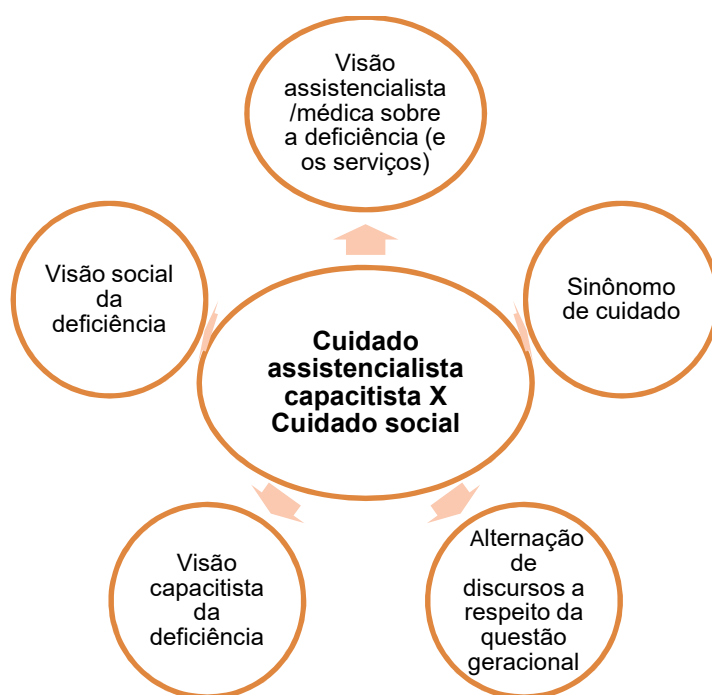 Visão
assistencialista
/médica sobre
a deficiência (e
os serviços)
Visão social
da
deficiência
Sinônomo
de cuidado
Cuidado
assistencialista
capacitista X
Cuidado social
Visão
capacitista
da
deficiência
Alternação
de
discursos a
respeito da
questão
geracional